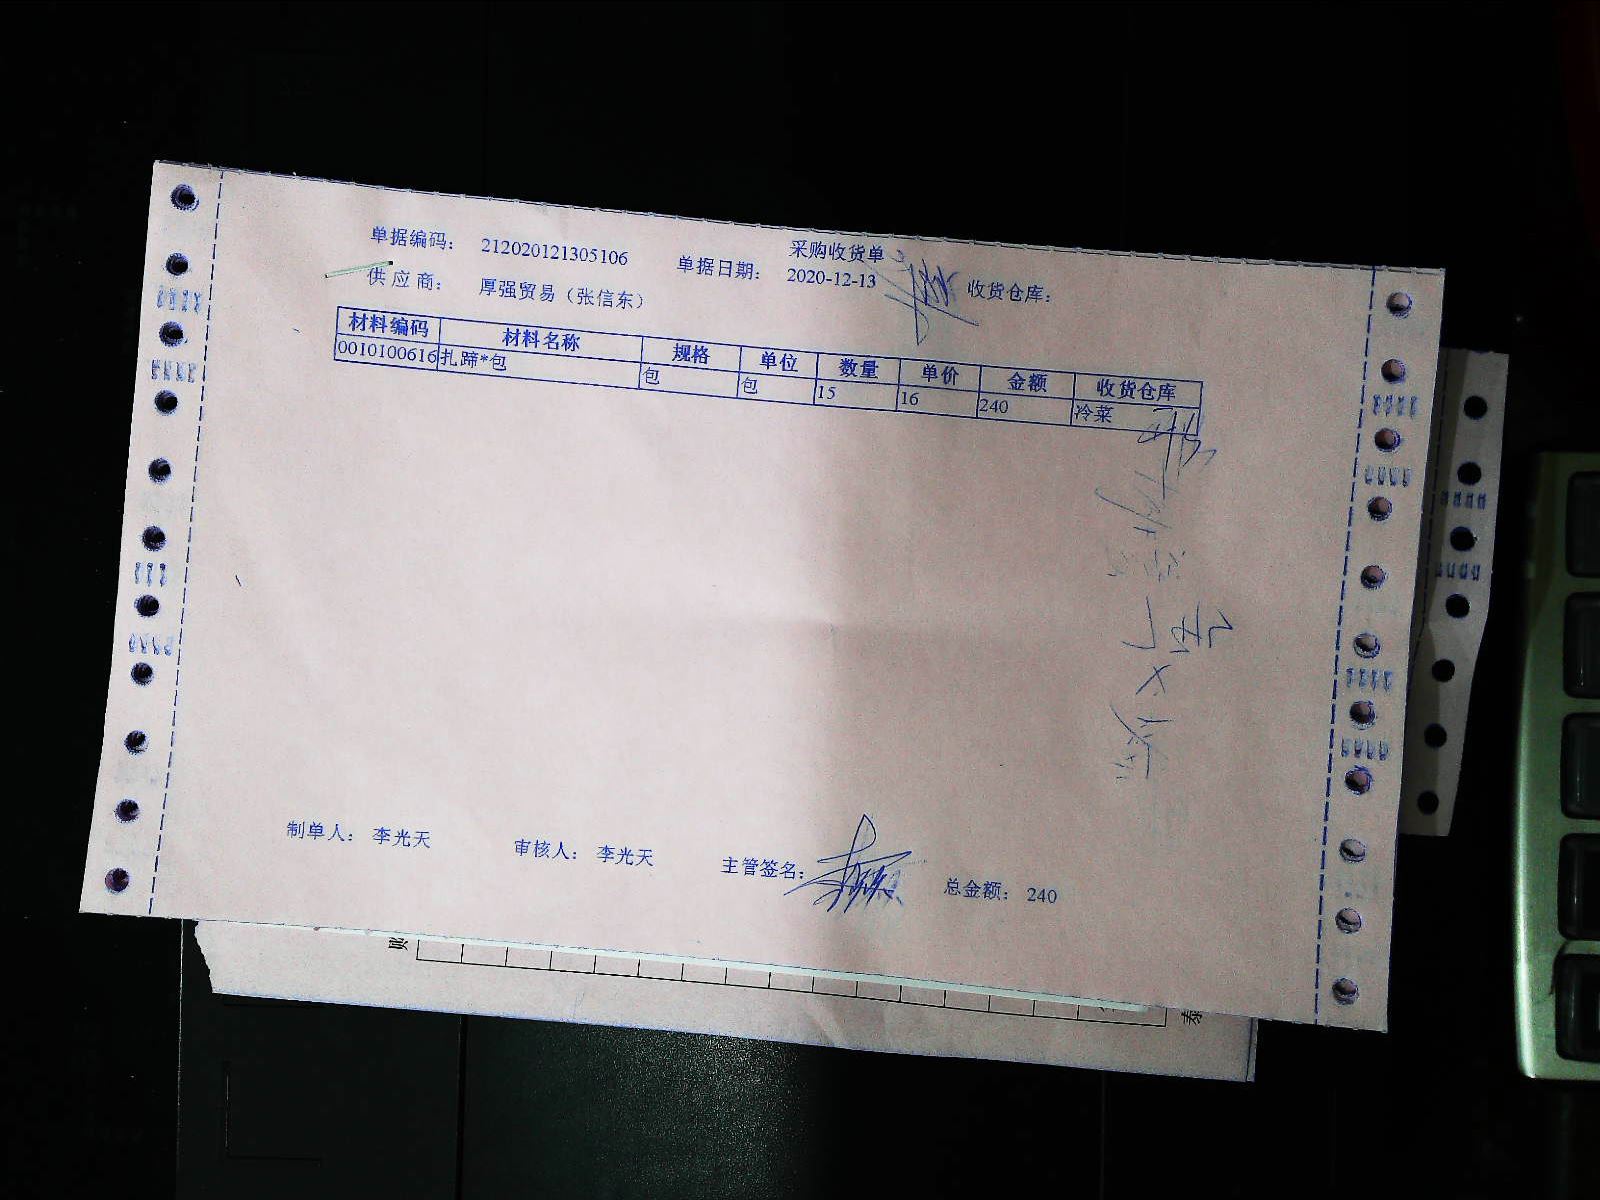 采购收货单
单据编码: 212020121305106 单据日期: 2020-12-13 收货仓库:
供应商: 厚强贸易（张信东）
材料编码 材料名称 规格 单位 数量 单价 金额 收货仓库
0010100616 扎蹄*包 包 包 15 16 240 冷菜
制单人: 李光天 审核人: 李光天 主管签名: 总金额: 240